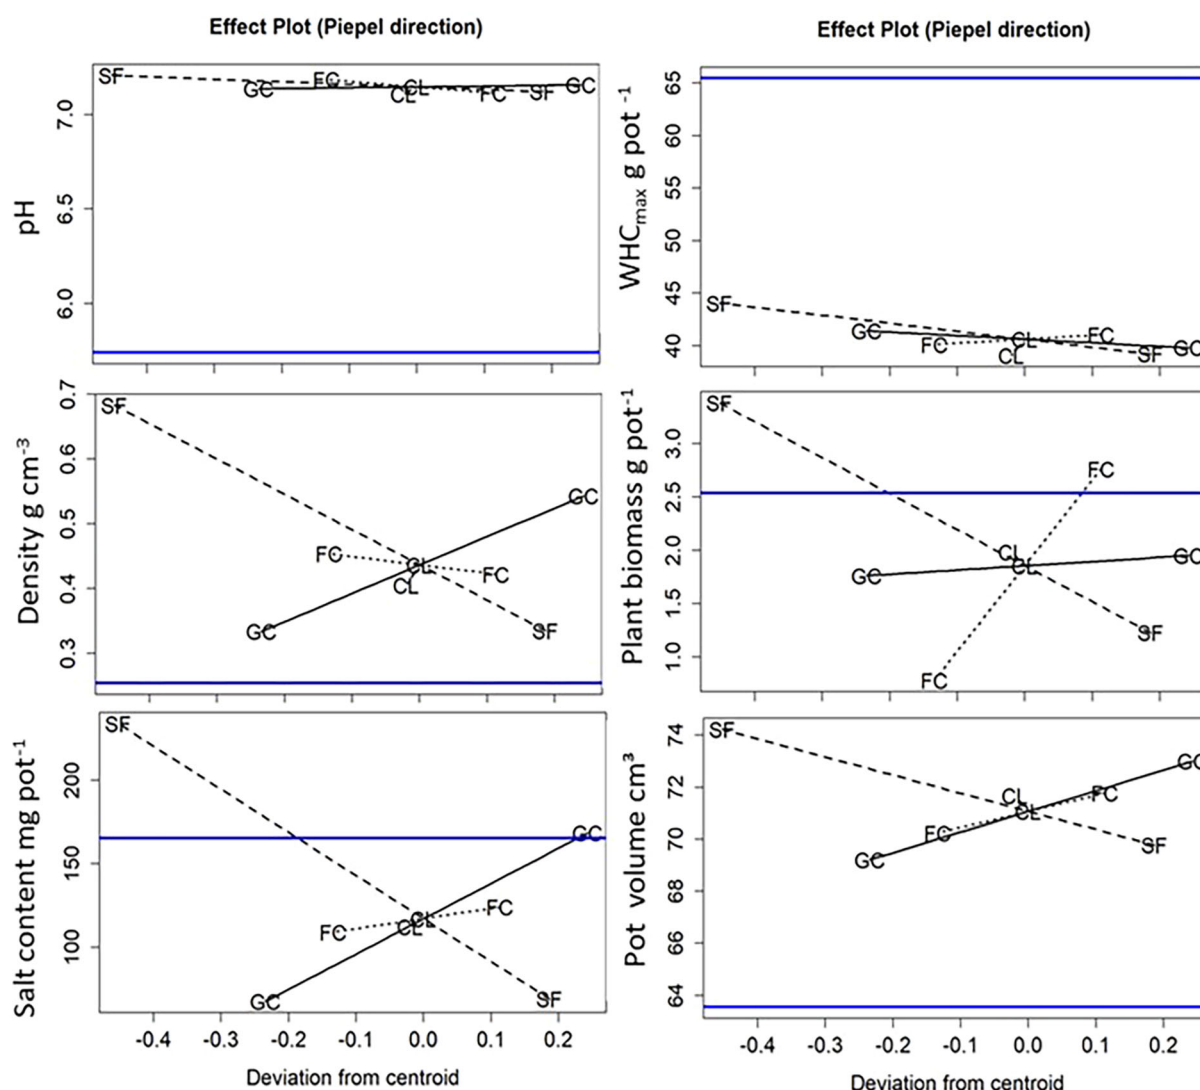 Effect Plot (Piepel direction)
Effect Plot (Piepel direction)
pH
7.0
6.5
6.0
SF
GC
FC
CL
CL
FC
SF
GC
WHCmax g pot -1
65
60
55
50
45
40
SF
GC
FC
CL
CL
FC
SF
GC
Density g cm-3
0.7
0.6
0.5
0.4
0.3
SF
GC
FC
CL
CL
FC
SF
GC
Plant biomass g pot-1
3.0
2.5
2.0
1.5
1.0
SF
GC
FC
CL
CL
FC
SF
GC
Salt content mg pot-1
200
150
100
SF
GC
FC
CL
CL
FC
SF
GC
-0.4 -0.3 -0.2 -0.1 0.0 0.1 0.2
Deviation from centroid
Pot volume cm³
74
72
70
68
66
64
SF
GC
FC
CL
CL
FC
SF
GC
-0.4 -0.3 -0.2 -0.1 0.0 0.1 0.2
Deviation from centroid